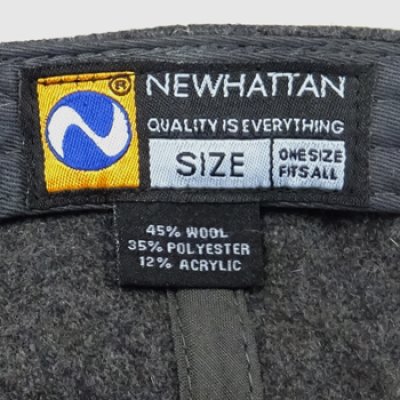 ®
NEWHATTAN
QUALITY IS EVERYTHING
SIZE
ONE SIZE
FITS ALL
45% WOOL
35% POLYESTER
12% ACRYLIC